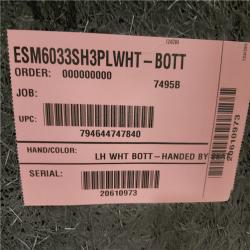 ESM6033SH3PLWHT-BOTT
ORDER: 000000000
7495B
JOB:
UPC:
794644747840
HAND/COLOR:
LH WHT BOTT-HANDED BY
SERIAL:
20610973
20610973